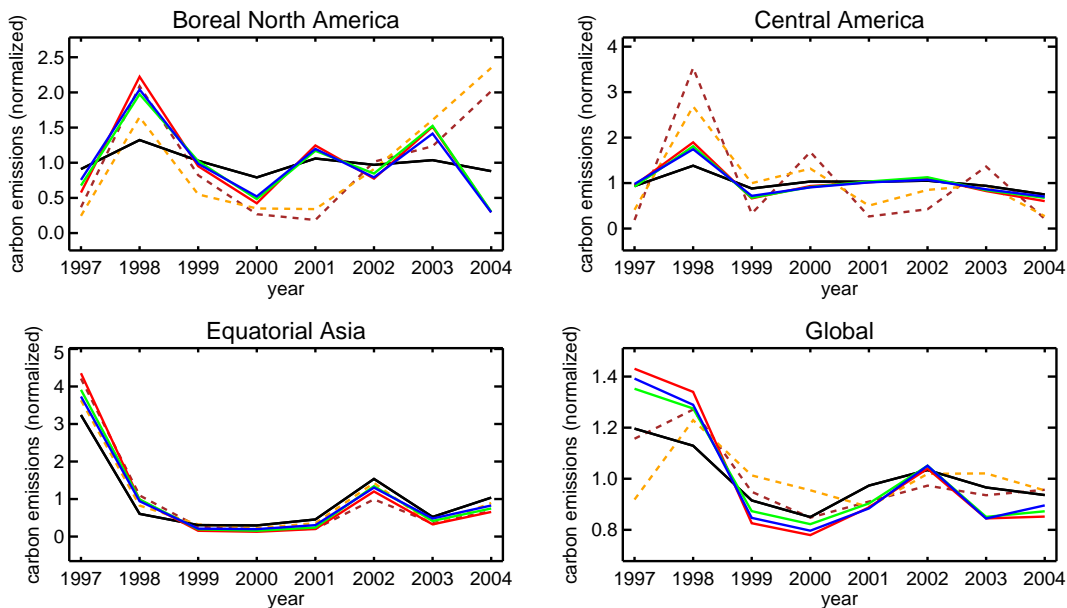 Boreal North America
carbon emissions (normalized)
2.5
2.0
1.5
1.0
0.5
0.0
1997 1998 1999 2000 2001 2002 2003 2004
year
Central America
carbon emissions (normalized)
4
3
2
1
0
1997 1998 1999 2000 2001 2002 2003 2004
year
Equatorial Asia
carbon emissions (normalized)
5
4
3
2
1
0
1997 1998 1999 2000 2001 2002 2003 2004
year
Global
carbon emissions (normalized)
1.4
1.2
1.0
0.8
1997 1998 1999 2000 2001 2002 2003 2004
year